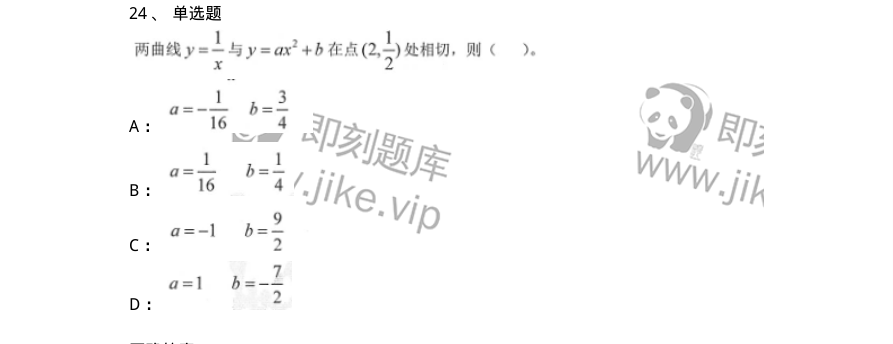 24 、 单选题
两曲线 y = 1/x 与 y = ax² + b 在点 (2, 1/2) 处相切，则（ ）。
A： a = -1/16 b = 3/4
B： a = 1/16 b = 1/4
C： a = -1 b = 9/2
D： a = 1 b = -7/2
即刻题库
.jike.vip
即刻
www.jik